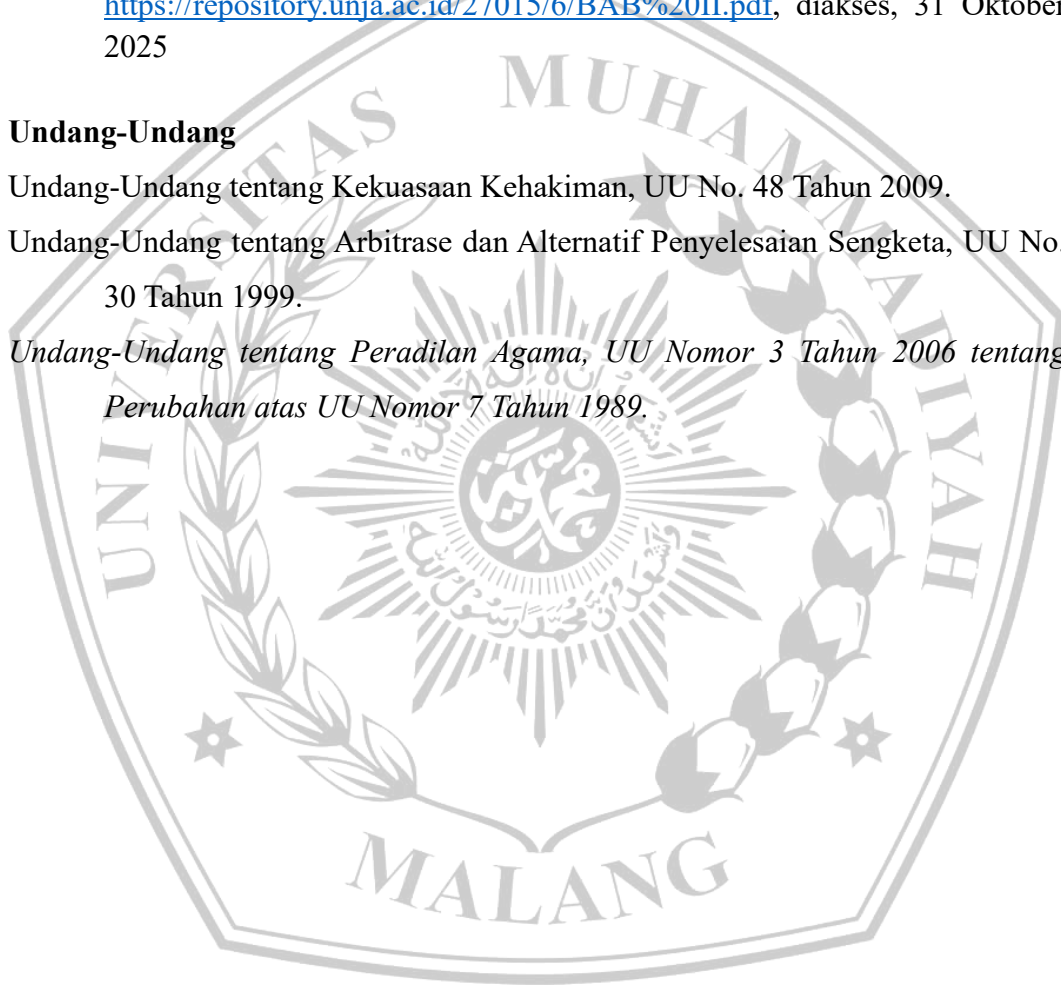 https://repository.unja.ac.id/27015/6/BAB%20II.pdf, diakses, 31 Oktober
2025
Undang-Undang
Undang-Undang tentang Kekuasaan Kehakiman, UU No. 48 Tahun 2009.
Undang-Undang tentang Arbitrase dan Alternatif Penyelesaian Sengketa, UU No.
30 Tahun 1999.
Undang-Undang tentang Peradilan Agama, UU Nomor 3 Tahun 2006 tentang
Perubahan atas UU Nomor 7 Tahun 1989.
UNIVERSITAS MUHAMMADIYAH
MALANG